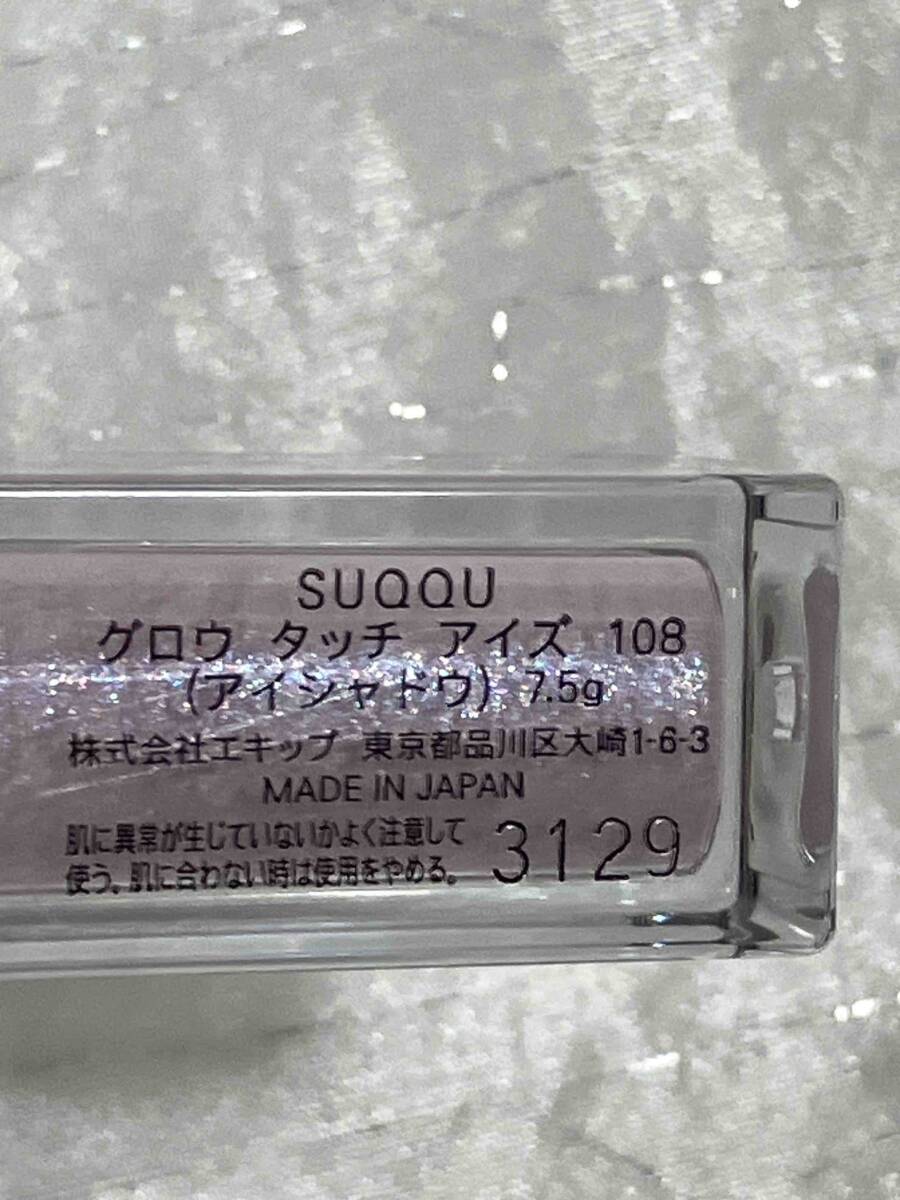 SUQQU
グロウ タッチ アイズ 108
(アイシャドウ) 7.5g
株式会社エキップ 東京都品川区大崎1-6-3
MADE IN JAPAN
肌に異常が生じていないかよく注意して
使う。肌に合わない時は使用をやめる。
3129